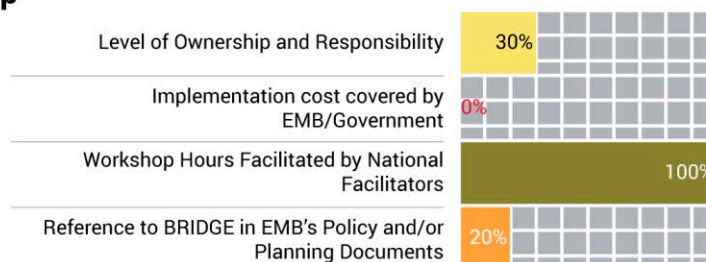 p
Level of Ownership and Responsibility
30%
Implementation cost covered by
EMB/Government
0%
Workshop Hours Facilitated by National
Facilitators
100%
Reference to BRIDGE in EMB's Policy and/or
Planning Documents
20%